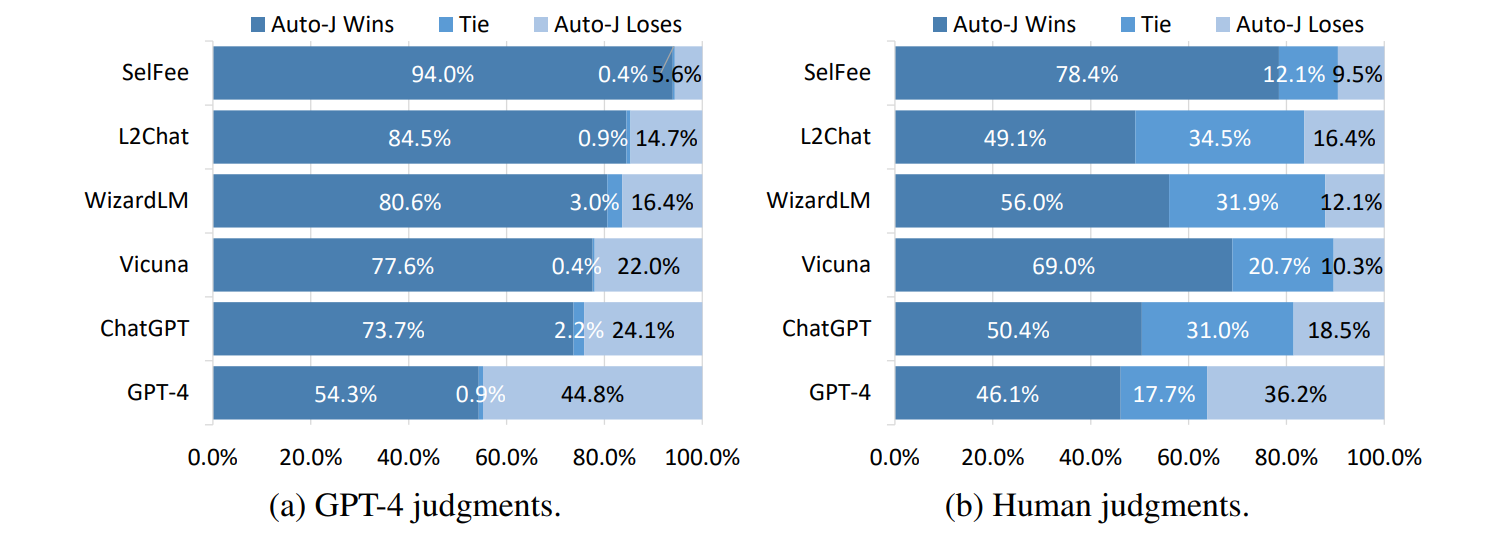 Auto-J Wins Tie Auto-J Loses
SelFee 94.0% 0.4% 5.6%
L2Chat 84.5% 0.9% 14.7%
WizardLM 80.6% 3.0% 16.4%
Vicuna 77.6% 0.4% 22.0%
ChatGPT 73.7% 2.2% 24.1%
GPT-4 54.3% 0.9% 44.8%
0.0% 20.0% 40.0% 60.0% 80.0% 100.0%
(a) GPT-4 judgments.
Auto-J Wins Tie Auto-J Loses
SelFee 78.4% 12.1% 9.5%
L2Chat 49.1% 34.5% 16.4%
WizardLM 56.0% 31.9% 12.1%
Vicuna 69.0% 20.7% 10.3%
ChatGPT 50.4% 31.0% 18.5%
GPT-4 46.1% 17.7% 36.2%
0.0% 20.0% 40.0% 60.0% 80.0% 100.0%
(b) Human judgments.